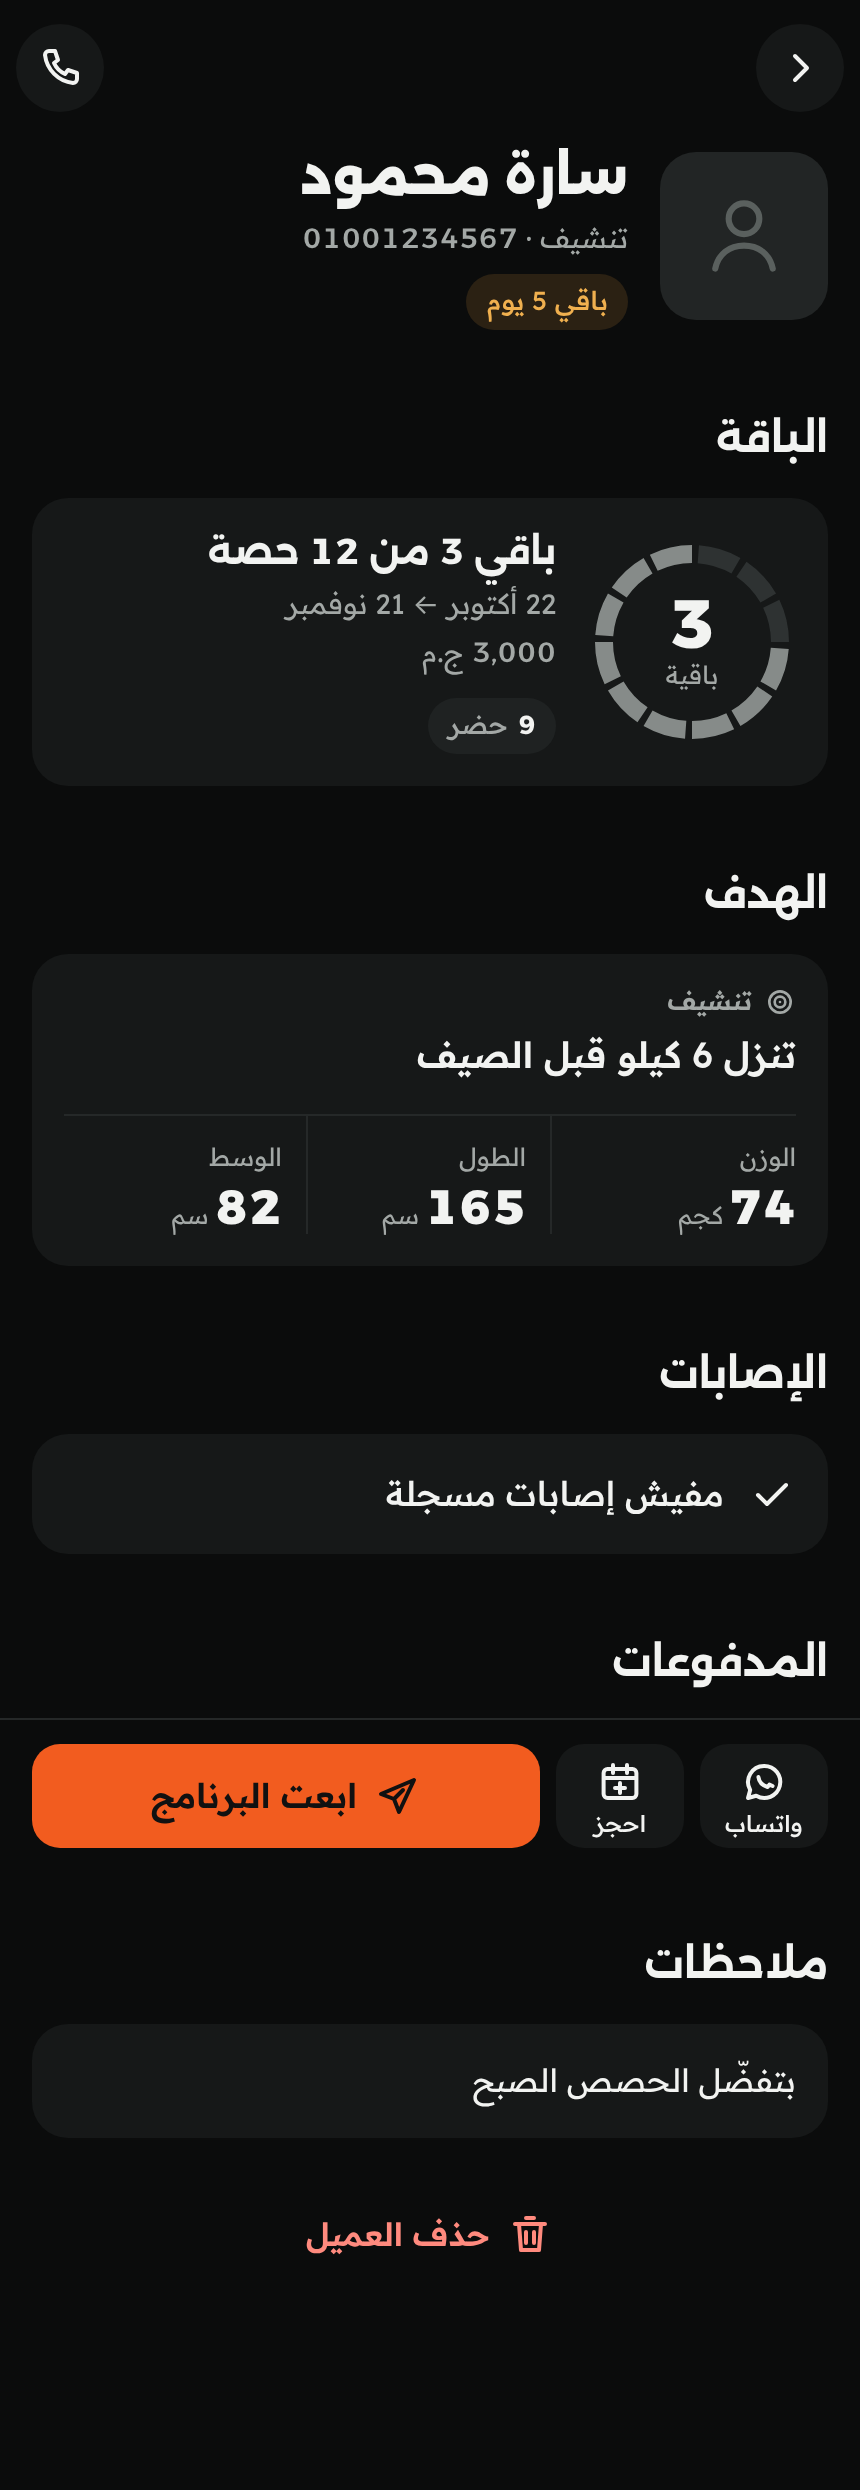 سارة محمود
تنشيف · 01001234567
باقي 5 يوم
الباقة
3
باقية
باقي 3 من 12 حصة
22 أكتوبر ← 21 نوفمبر
3,000 ج.م
9 حضر
الهدف
تنشيف
تنزل 6 كيلو قبل الصيف
الوزن
74 كجم
الطول
165 سم
الوسط
82 سم
الإصابات
مفيش إصابات مسجلة
المدفوعات
واتساب
احجز
ابعت البرنامج
ملاحظات
بتفضّل الحصص الصبح
حذف العميل